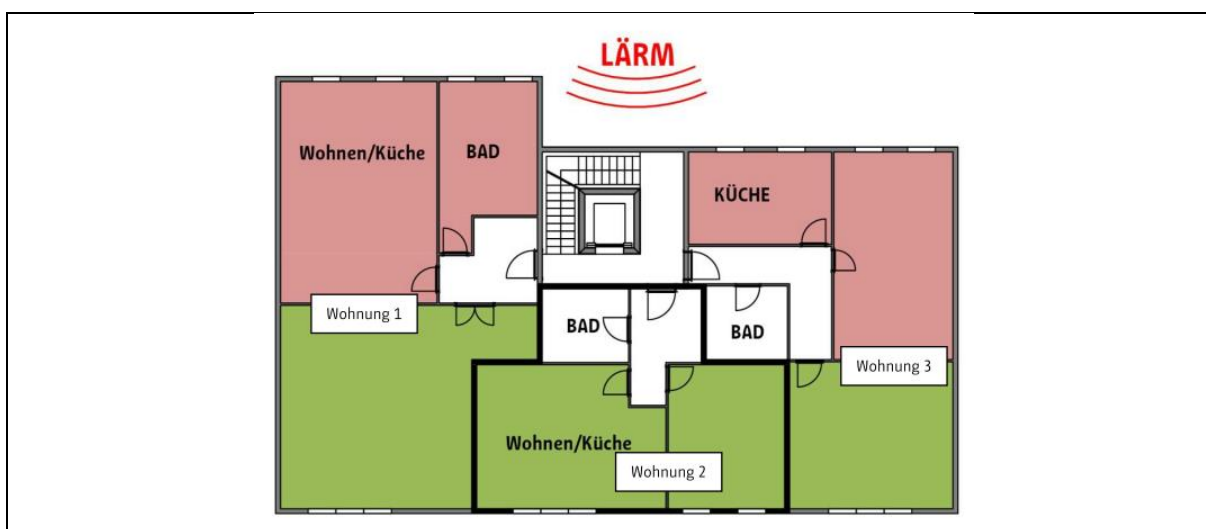 LÄRM
Wohnen/Küche
BAD
KÜCHE
Wohnung 1
BAD
BAD
Wohnung 3
Wohnen/Küche
Wohnung 2